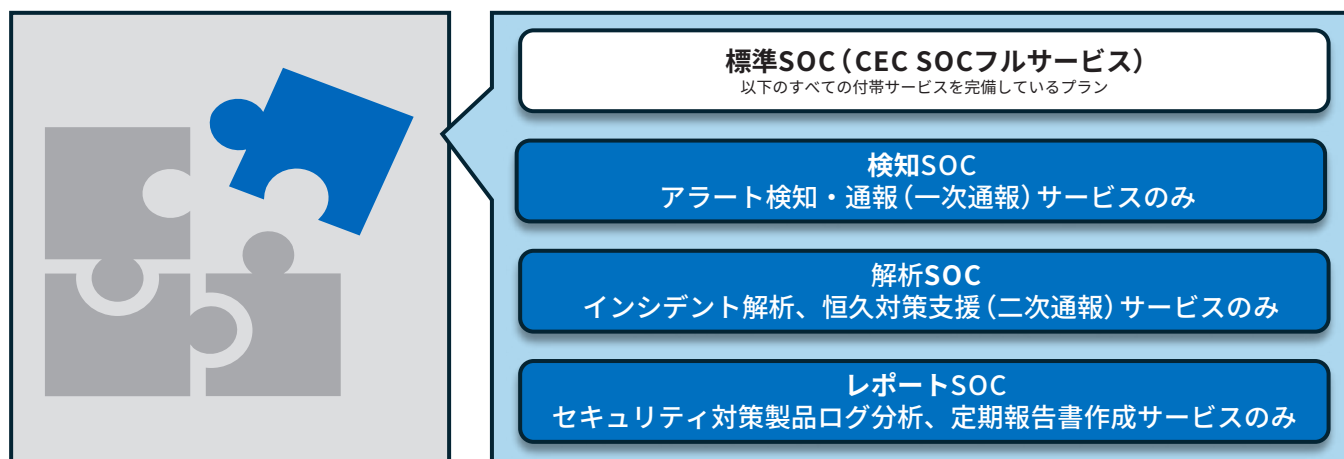 標準SOC（CEC SOCフルサービス）
以下のすべての付帯サービスを完備しているプラン
検知SOC
アラート検知・通報（一次通報）サービスのみ
解析SOC
インシデント解析、恒久対策支援（二次通報）サービスのみ
レポートSOC
セキュリティ対策製品ログ分析、定期報告書作成サービスのみ